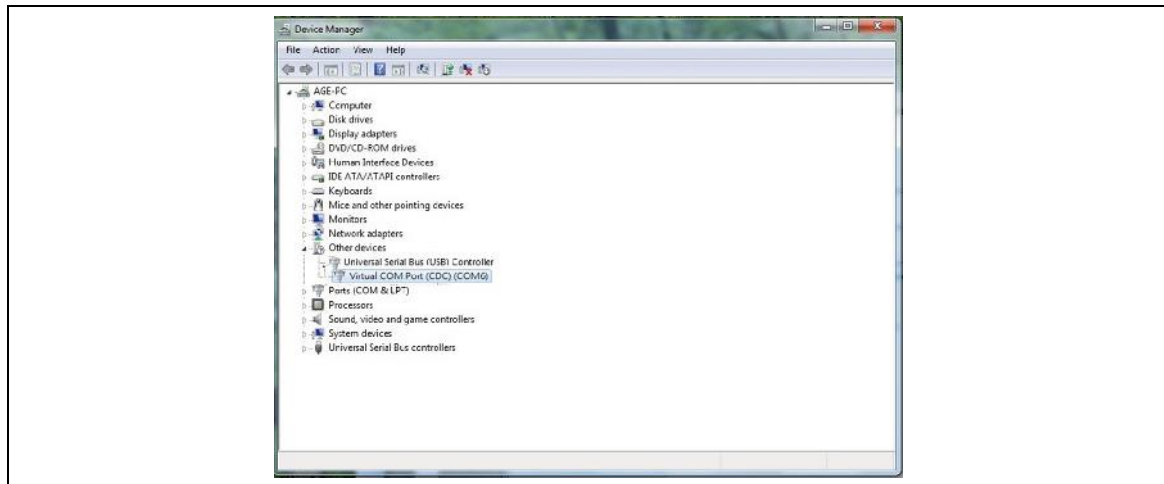 Device Manager
File Action View Help
AGE-PC
Computer
Disk drives
Display adapters
DVD/CD-ROM drives
Human Interface Devices
IDE ATA/ATAPI controllers
Keyboards
Mice and other pointing devices
Monitors
Network adapters
Other devices
Universal Serial Bus (USB) Controller
Virtual COM Port (CDC) (COM6)
Ports (COM & LPT)
Processors
Sound, video and game controllers
System devices
Universal Serial Bus controllers